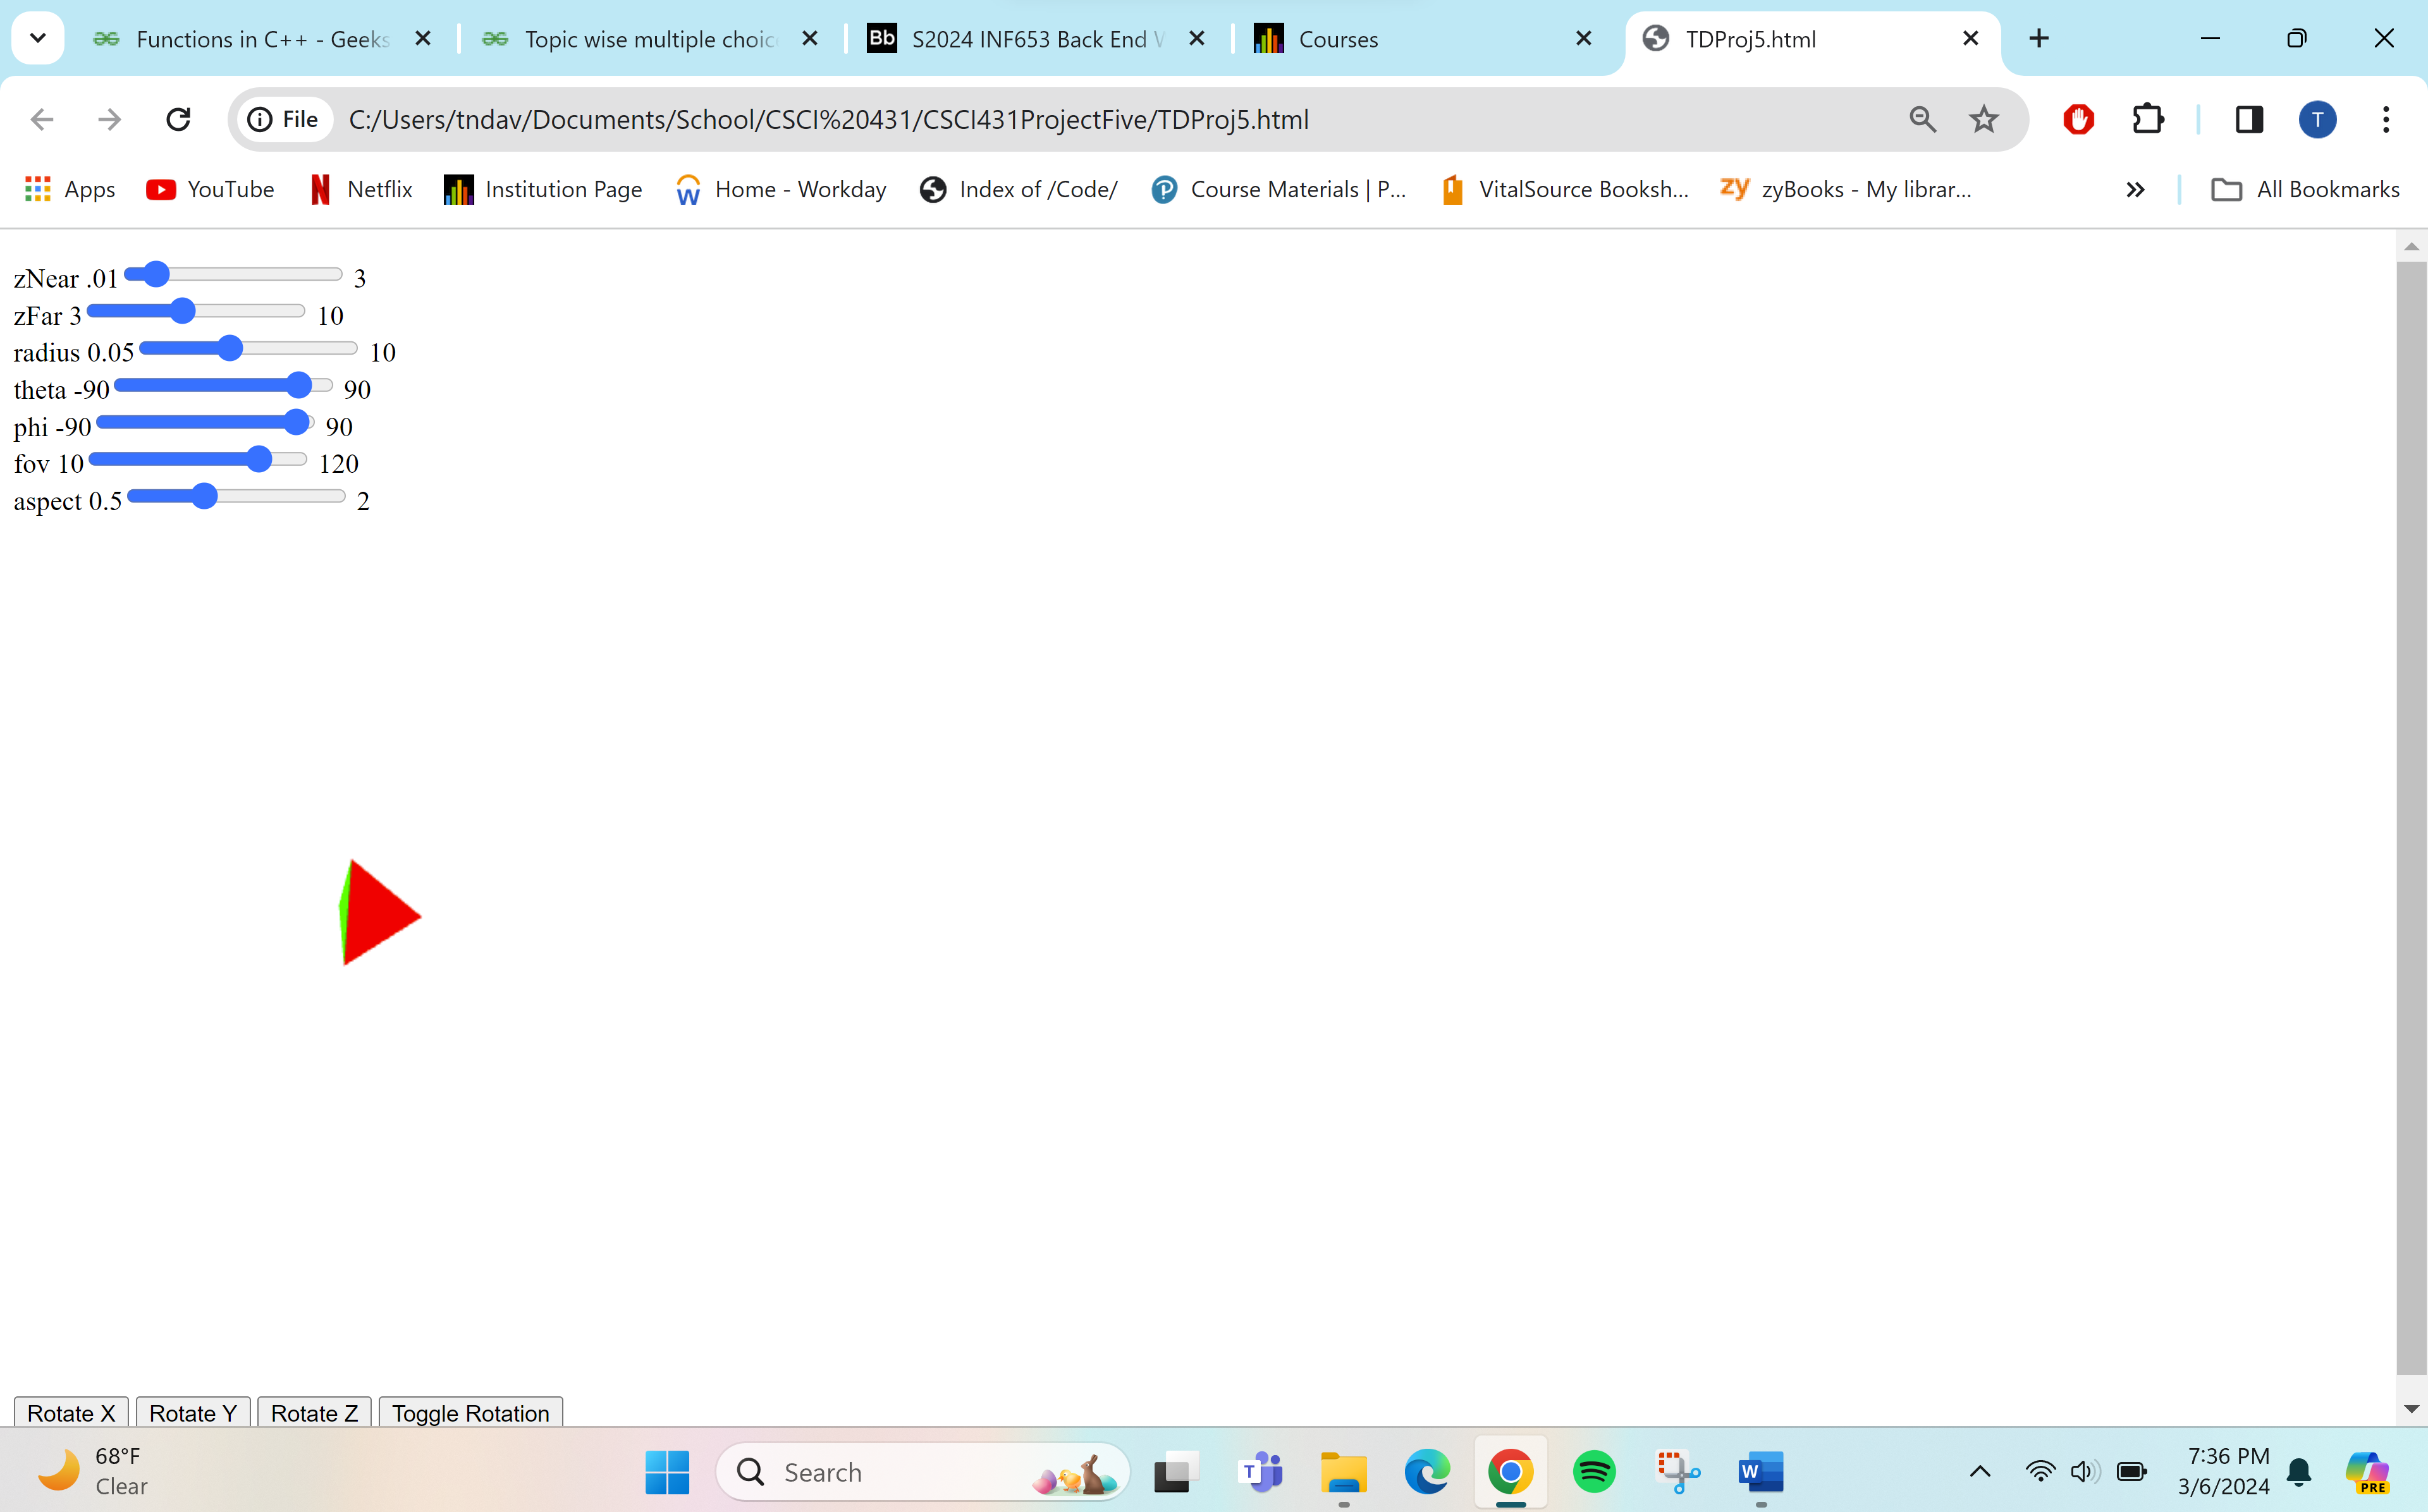 Functions in C++ - Geeks
Topic wise multiple choic
Bb S2024 INF653 Back End V
Courses
TDProj5.html
File C:/Users/tndav/Documents/School/CSCI%20431/CSCI431ProjectFive/TDProj5.html T
Apps YouTube N Netflix Institution Page W Home - Workday Index of /Code/ P Course Materials | P... VitalSource Booksh... zy zyBooks - My librar... » All Bookmarks
zNear .01 3
zFar 3 10
radius 0.05 10
theta -90 90
phi -90 90
fov 10 120
aspect 0.5 2
Rotate X Rotate Y Rotate Z Toggle Rotation
68°F
Clear
Search
T
W
7:36 PM
3/6/2024
PRE